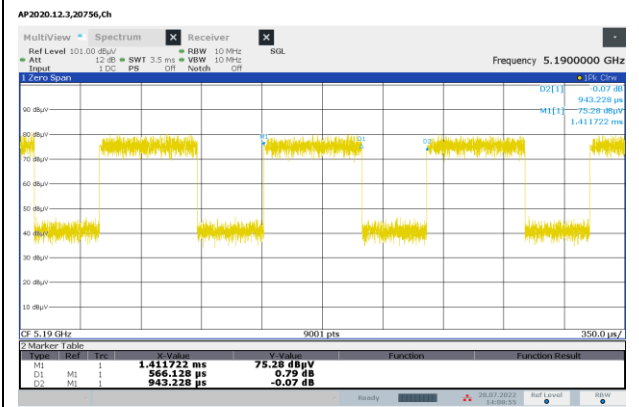 AP2020.12.3,20756,Ch
MultiView Spectrum X Receiver X
Ref Level 101.00 dBµV RBW 10 MHz SGL
Att 12 dB SWT 3.5 ms VBW 10 MHz Frequency 5.1900000 GHz
Input 1 DC PS Off Notch Off
1 Zero Span 1Pk Clrw
D2[1] -0.07 dB
943.228 µs
M1[1] 75.28 dBµV
1.411722 ms
90 dBµV
80 dBµV
M1 D1 D2
70 dBµV
60 dBµV
50 dBµV
40 dBµV
30 dBµV
20 dBµV
10 dBµV
CF 5.19 GHz 9001 pts 350.0 µs/
2 Marker Table
Type Ref Trc X-Value Y-Value Function Function Result
M1 1 1.411722 ms 75.28 dBµV
D1 M1 1 566.128 µs 0.79 dB
D2 M1 1 943.228 µs -0.07 dB
Ready 28.07.2022 Ref Level RBW
14:08:55